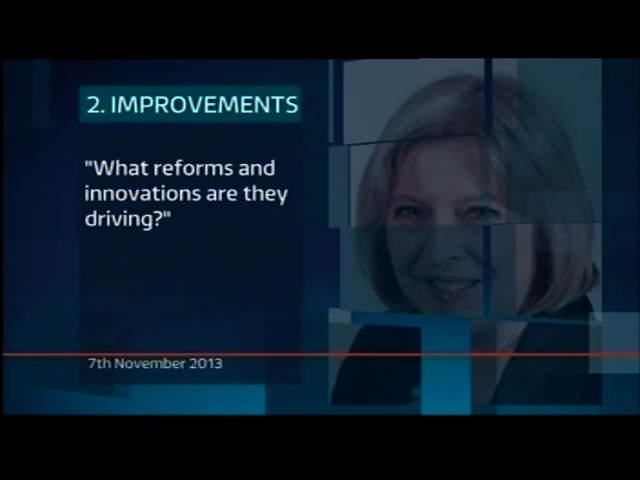 2. IMPROVEMENTS
"What reforms and
innovations are they
driving?"
7th November 2013